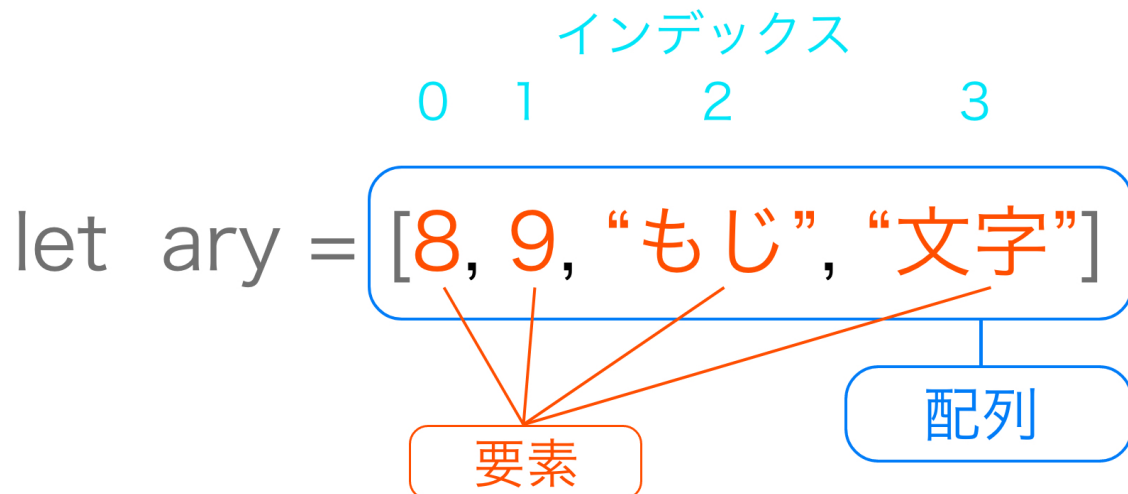 インデックス
0 1 2 3
let ary = [8, 9, “もじ”, “文字”]
配列
要素